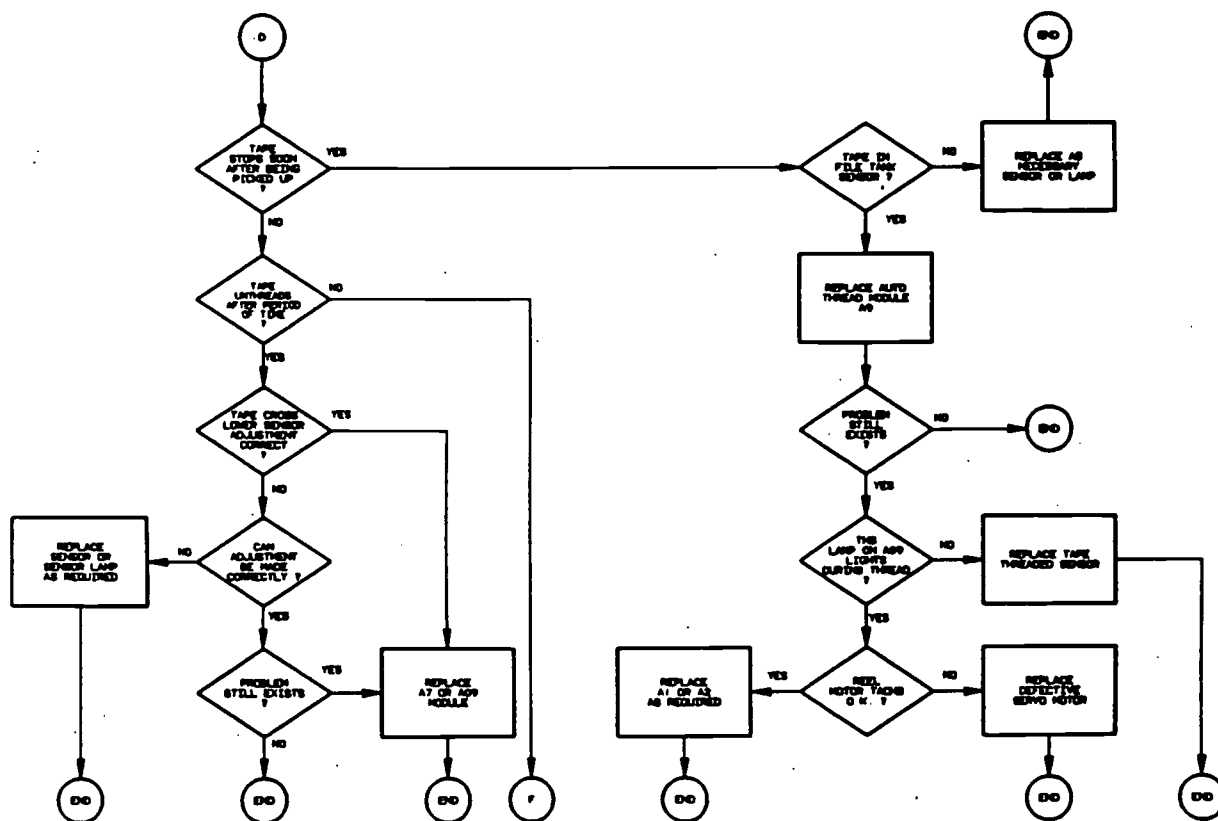 D
END
TAPE
STOPS SOON
AFTER BEING
PICKED UP
?
YES
TAPE IN
FILE TANK
SENSOR ?
NO
REPLACE AS
NECESSARY
SENSOR OR LAMP
NO
YES
TAPE
UNTHREADS
AFTER PERIOD
OF TIME
?
NO
REPLACE AUTO
THREAD MODULE
A9
YES
TAPE CROSS
LOWER SENSOR
ADJUSTMENT
CORRECT
?
YES
PROBLEM
STILL
EXISTS
?
NO
END
NO
YES
REPLACE
SENSOR OR
SENSOR LAMP
AS REQUIRED
NO
CAN
ADJUSTMENT
BE MADE
CORRECTLY ?
LAMP ON A09
LIGHTS
DURING THREAD
?
NO
REPLACE TAPE
THREADED SENSOR
YES
YES
PROBLEM
STILL EXISTS
?
YES
REPLACE
A7 OR A09
MODULE
REPLACE
A1 OR A2
AS REQUIRED
YES
REEL
MOTOR TACHS
O.K. ?
NO
REPLACE
DEFECTIVE
SERVO MOTOR
NO
END
END
END
F
END
END
END